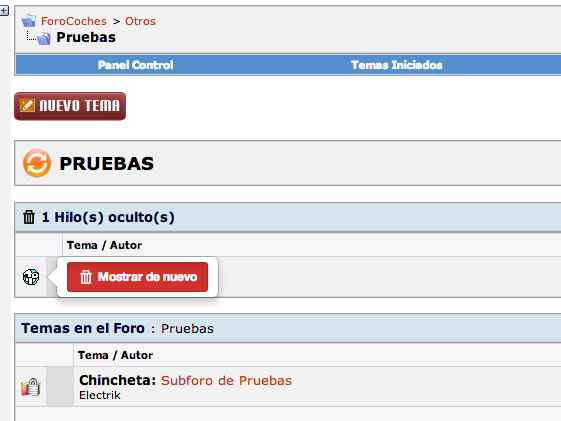 ForoCoches > Otros
Pruebas
Panel Control Temas Iniciados
NUEVO TEMA
PRUEBAS
1 Hilo(s) oculto(s)
Tema / Autor
Mostrar de nuevo
Temas en el Foro : Pruebas
Tema / Autor
Chincheta: Subforo de Pruebas
Electrik